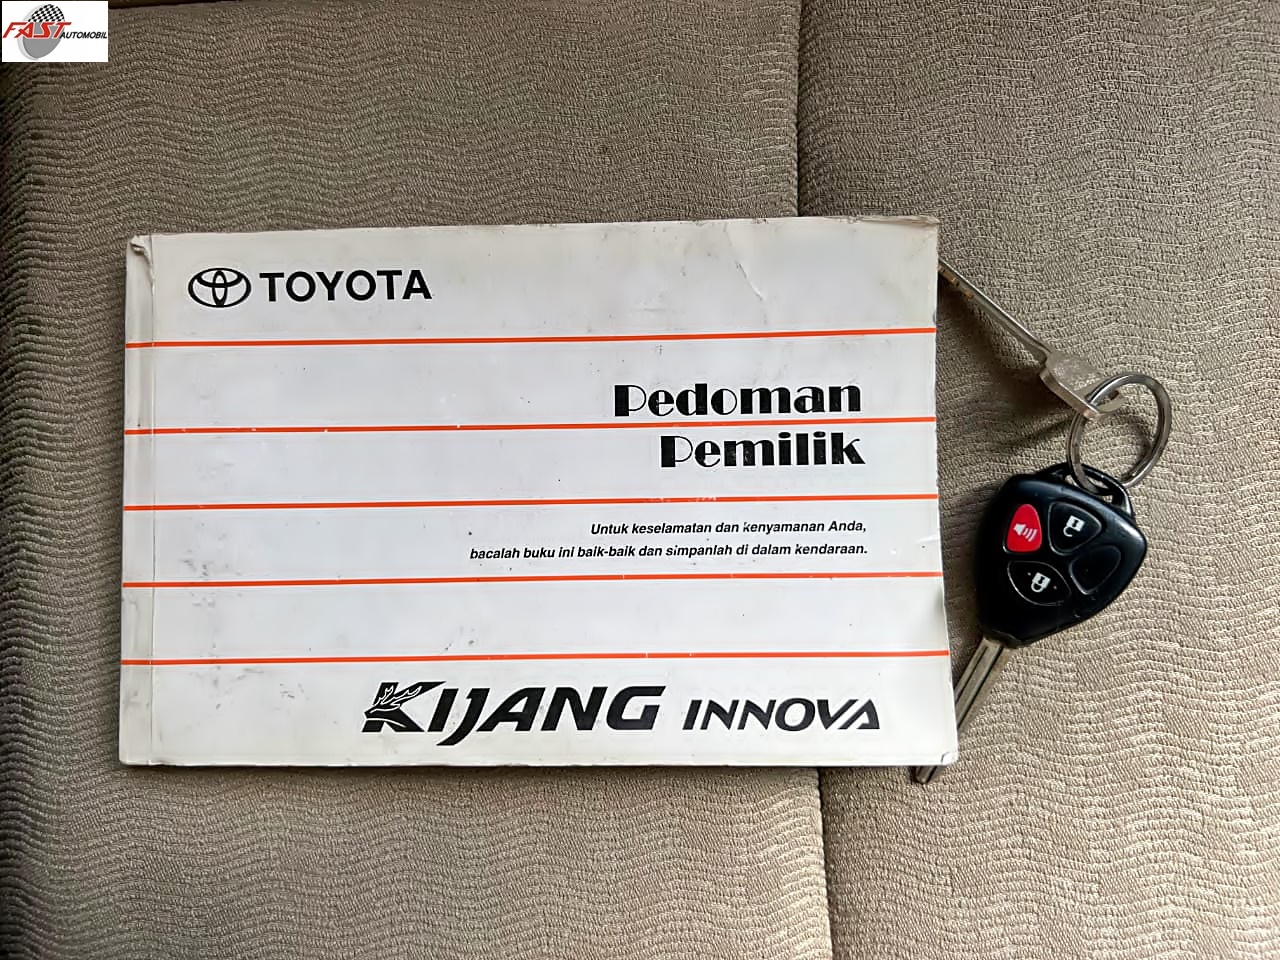 FAST AUTOMOBIL
TOYOTA
Pedoman
Pemilik
Untuk keselamatan dan kenyamanan Anda,
bacalah buku ini baik-baik dan simpanlah di dalam kendaraan.
KIJANG INNOVA